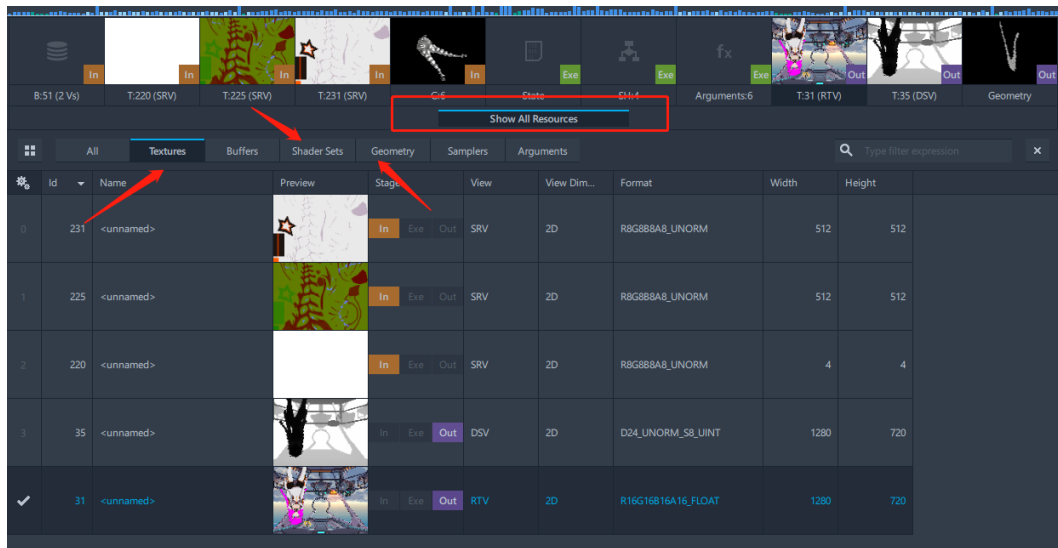 In In In In In Exe Exe Exe Out Out Out
fx
B:51 (2 Vs) T:220 (SRV) T:225 (SRV) T:231 (SRV) G:6 State SH:4 Arguments:6 T:31 (RTV) T:35 (DSV) Geometry
Show All Resources
All Textures Buffers Shader Sets Geometry Samplers Arguments Type filter expression
Id Name Preview Stage View View Dim... Format Width Height
0 231 <unnamed> In Exe Out SRV 2D R8G8B8A8_UNORM 512 512
1 225 <unnamed> In Exe Out SRV 2D R8G8B8A8_UNORM 512 512
2 220 <unnamed> In Exe Out SRV 2D R8G8B8A8_UNORM 4 4
3 35 <unnamed> In Exe Out DSV 2D D24_UNORM_S8_UINT 1280 720
31 <unnamed> In Exe Out RTV 2D R16G16B16A16_FLOAT 1280 720